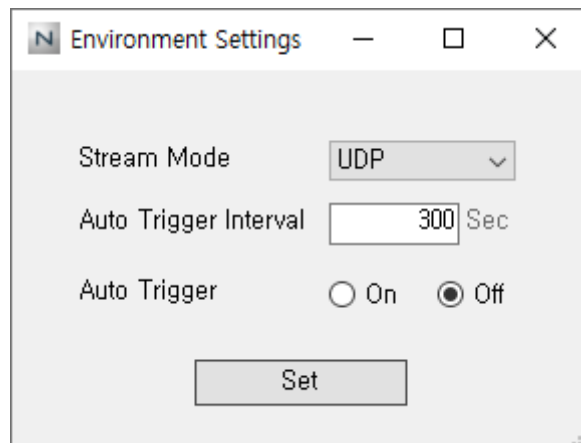 N Environment Settings
Stream Mode UDP
Auto Trigger Interval 300 Sec
Auto Trigger On Off
Set